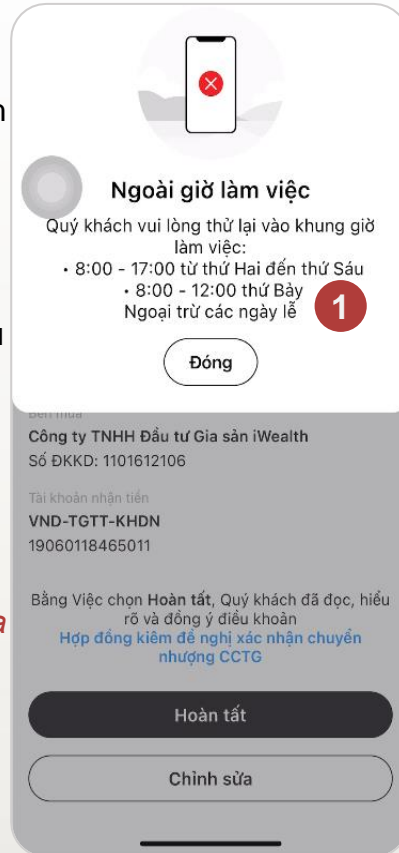 Ngoài giờ làm việc
Quý khách vui lòng thử lại vào khung giờ
làm việc:
• 8:00 - 17:00 từ thứ Hai đến thứ Sáu
• 8:00 - 12:00 thứ Bảy
Ngoại trừ các ngày lễ
1
Đóng
Bên mua
Công ty TNHH Đầu tư Gia sản iWealth
Số ĐKKD: 1101612106
Tài khoản nhận tiền
VND-TGTT-KHDN
19060118465011
Bằng Việc chọn Hoàn tất, Quý khách đã đọc, hiểu
rõ và đồng ý điều khoản
Hợp đồng kiêm đề nghị xác nhận chuyển
nhượng CCTG
Hoàn tất
Chỉnh sửa